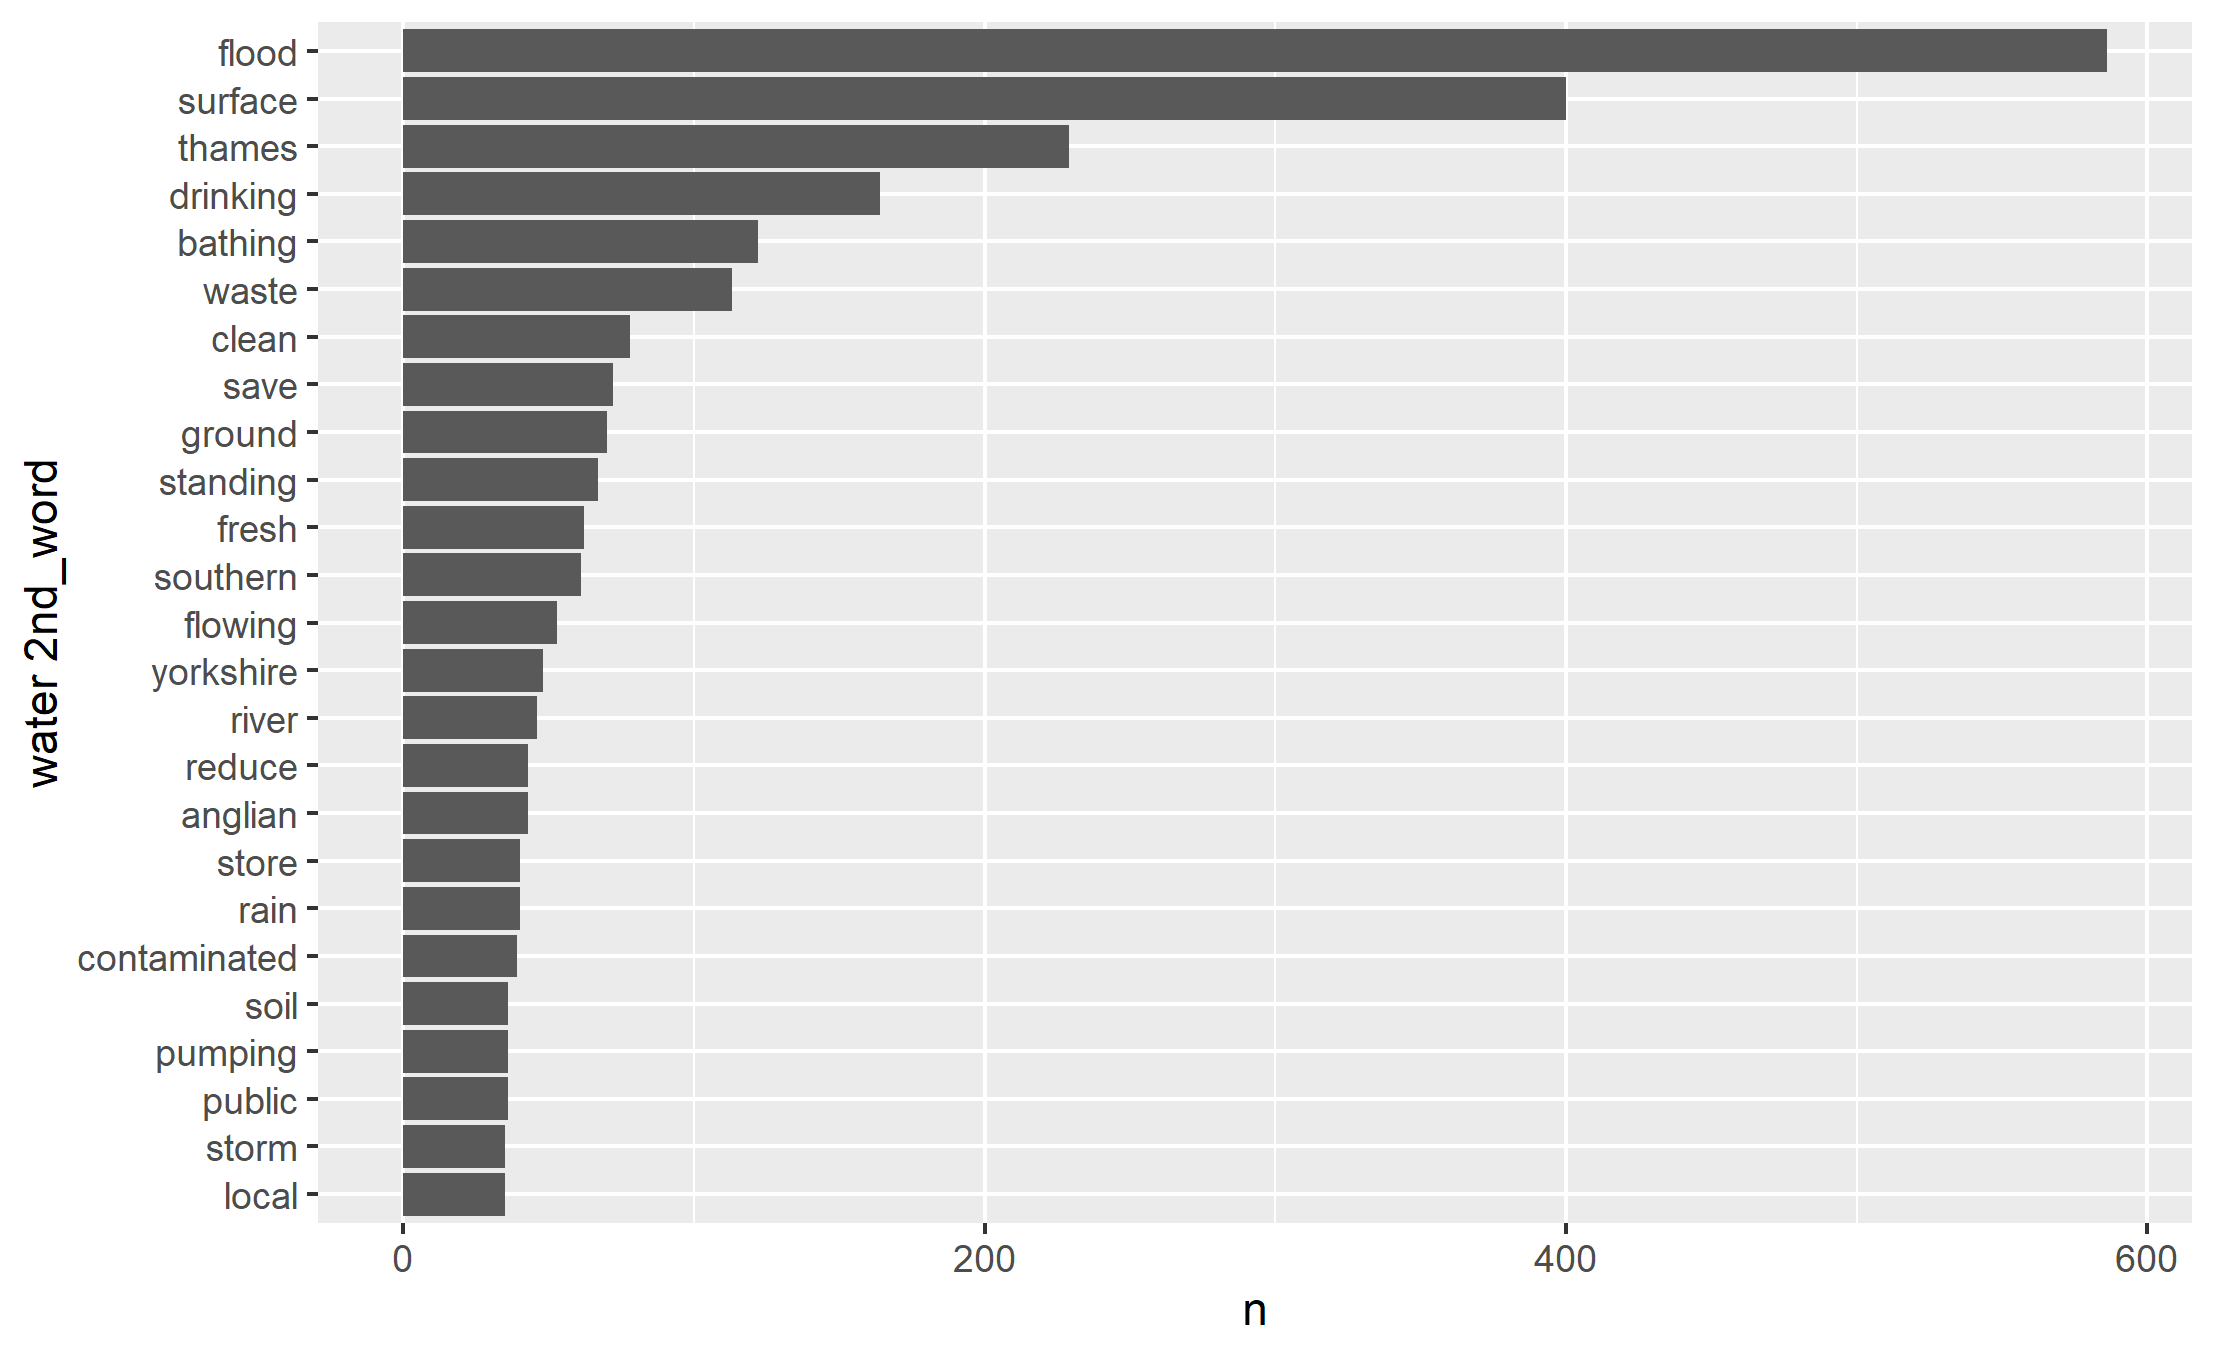 flood
surface
thames
drinking
bathing
waste
clean
save
ground
standing
fresh
southern
flowing
yorkshire
river
reduce
anglian
store
rain
contaminated
soil
pumping
public
storm
local
water 2nd_word
0 200 400 600
n